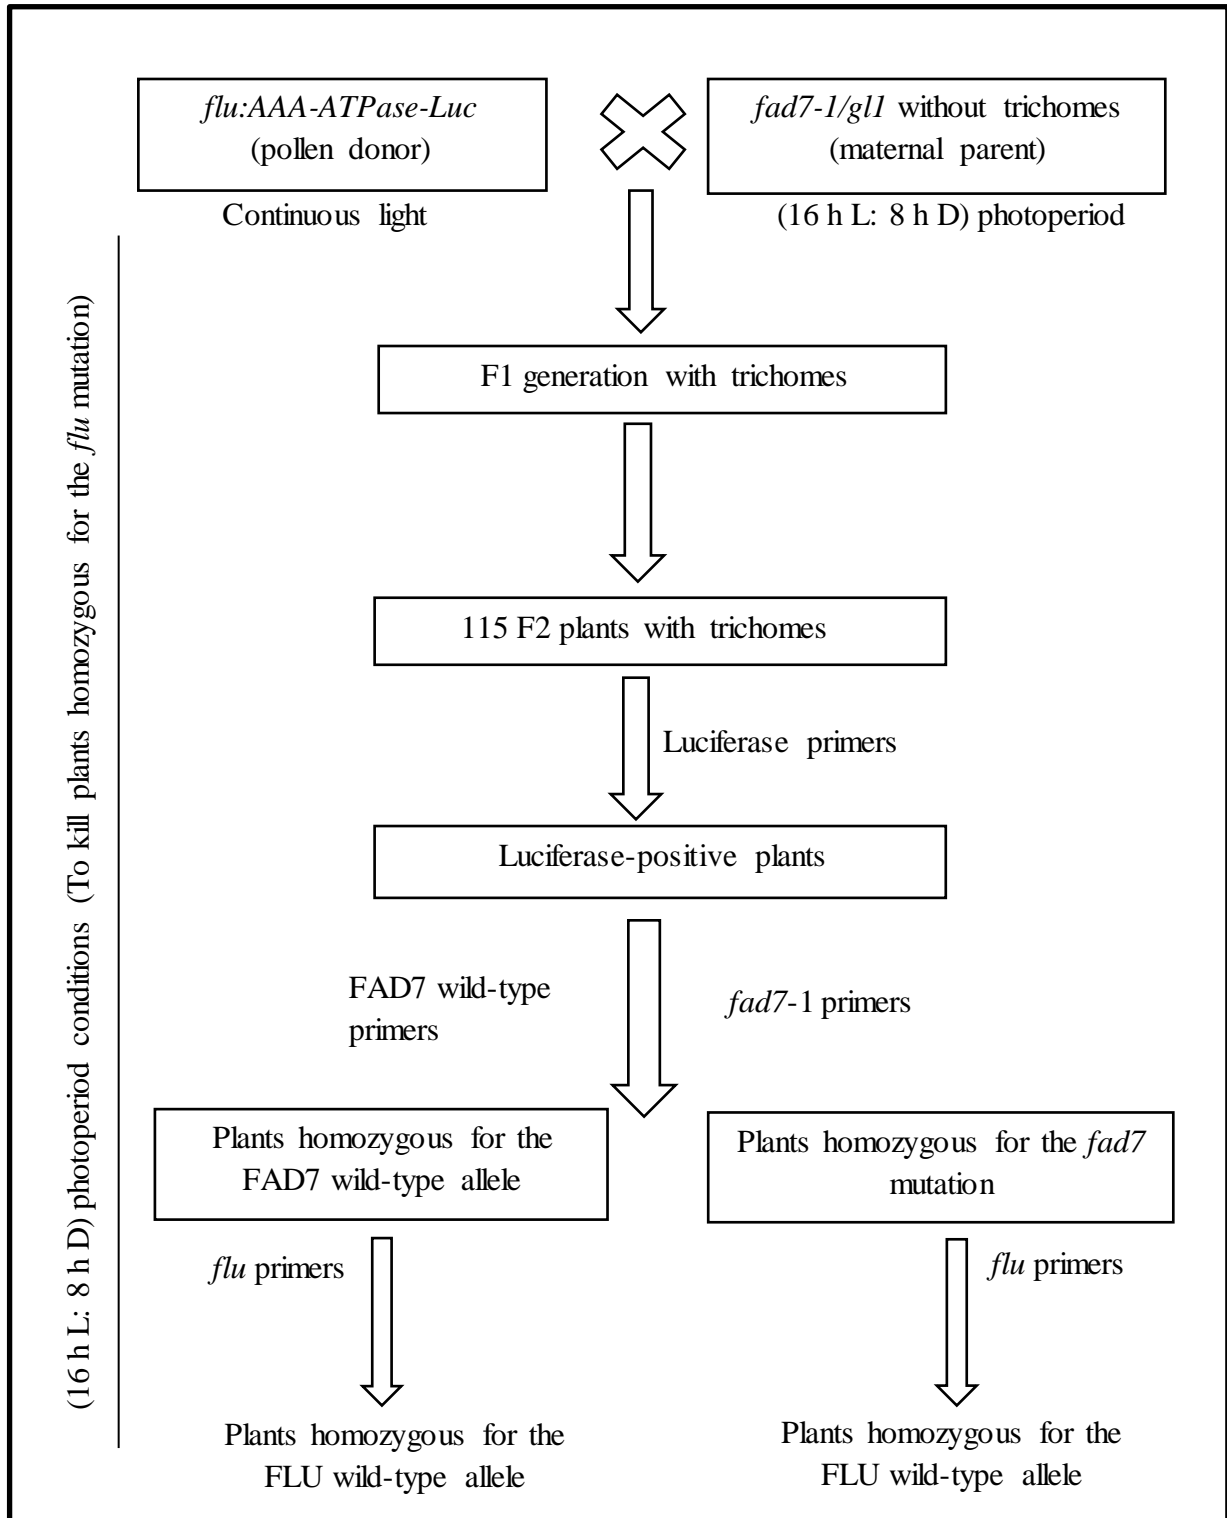 flu:AAA-ATPase-Luc
(pollen donor)
fad7-1/gl1 without trichomes
(maternal parent)
Continuous light
(16 h L: 8 h D) photoperiod
(16 h L: 8 h D) photoperiod conditions (To kill plants homozygous for the flu mutation)
F1 generation with trichomes
115 F2 plants with trichomes
Luciferase primers
Luciferase-positive plants
FAD7 wild-type
primers
fad7-1 primers
Plants homozygous for the
FAD7 wild-type allele
Plants homozygous for the fad7
mutation
flu primers
flu primers
Plants homozygous for the
FLU wild-type allele
Plants homozygous for the
FLU wild-type allele